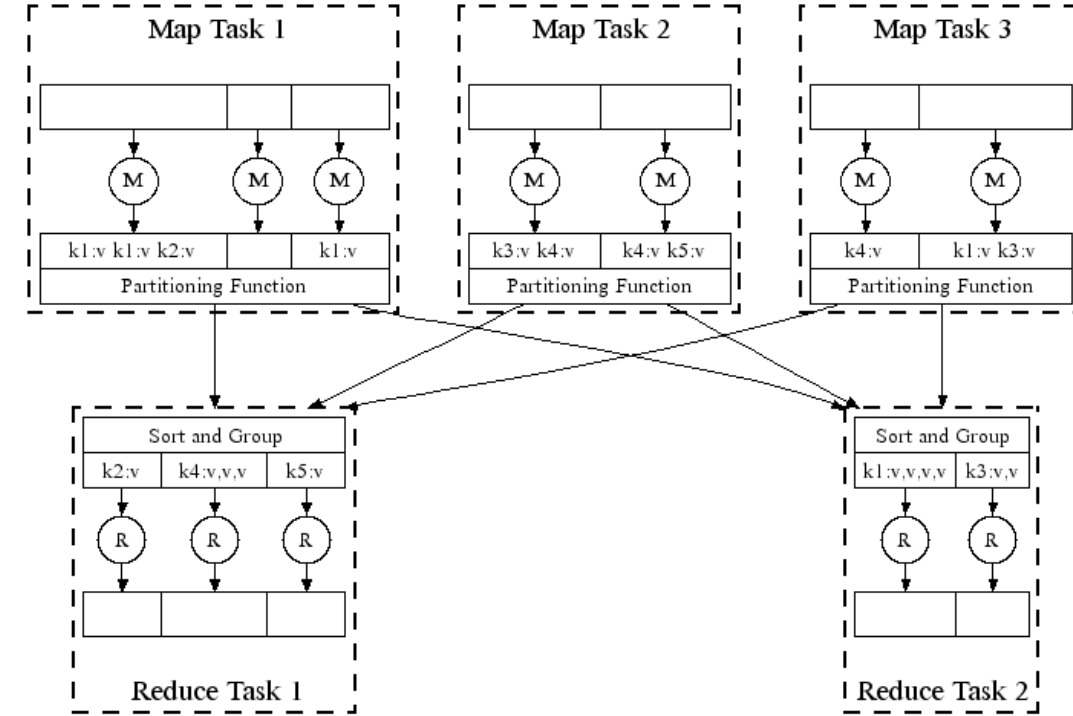 Map Task 1
Map Task 2
Map Task 3
M
M
M
M
M
M
M
k1:v k1:v k2:v
k1:v
k3:v k4:v
k4:v k5:v
k4:v
k1:v k3:v
Partitioning Function
Partitioning Function
Partitioning Function
Sort and Group
Sort and Group
k2:v
k4:v,v,v
k5:v
k1:v,v,v,v
k3:v,v
R
R
R
R
R
Reduce Task 1
Reduce Task 2